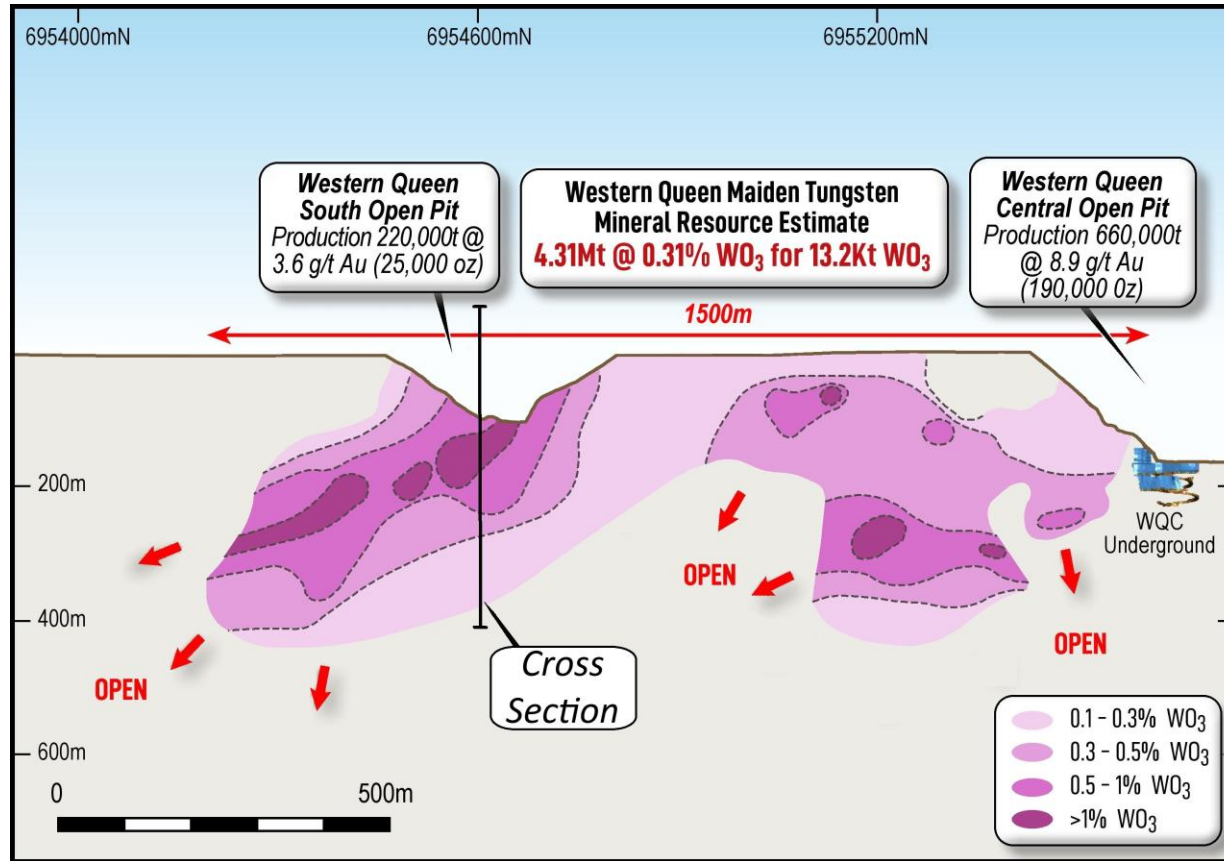 6954000mN
6954600mN
6955200mN
Western Queen
South Open Pit
Production 220,000t @
3.6 g/t Au (25,000 oz)
Western Queen Maiden Tungsten
Mineral Resource Estimate
4.31Mt @ 0.31% WO₃ for 13.2Kt WO₃
Western Queen
Central Open Pit
Production 660,000t
@ 8.9 g/t Au
(190,000 Oz)
1500m
200m
WQC
Underground
OPEN
400m
OPEN
Cross
Section
OPEN
600m
0
500m
0.1 – 0.3% WO₃
0.3 – 0.5% WO₃
0.5 – 1% WO₃
>1% WO₃